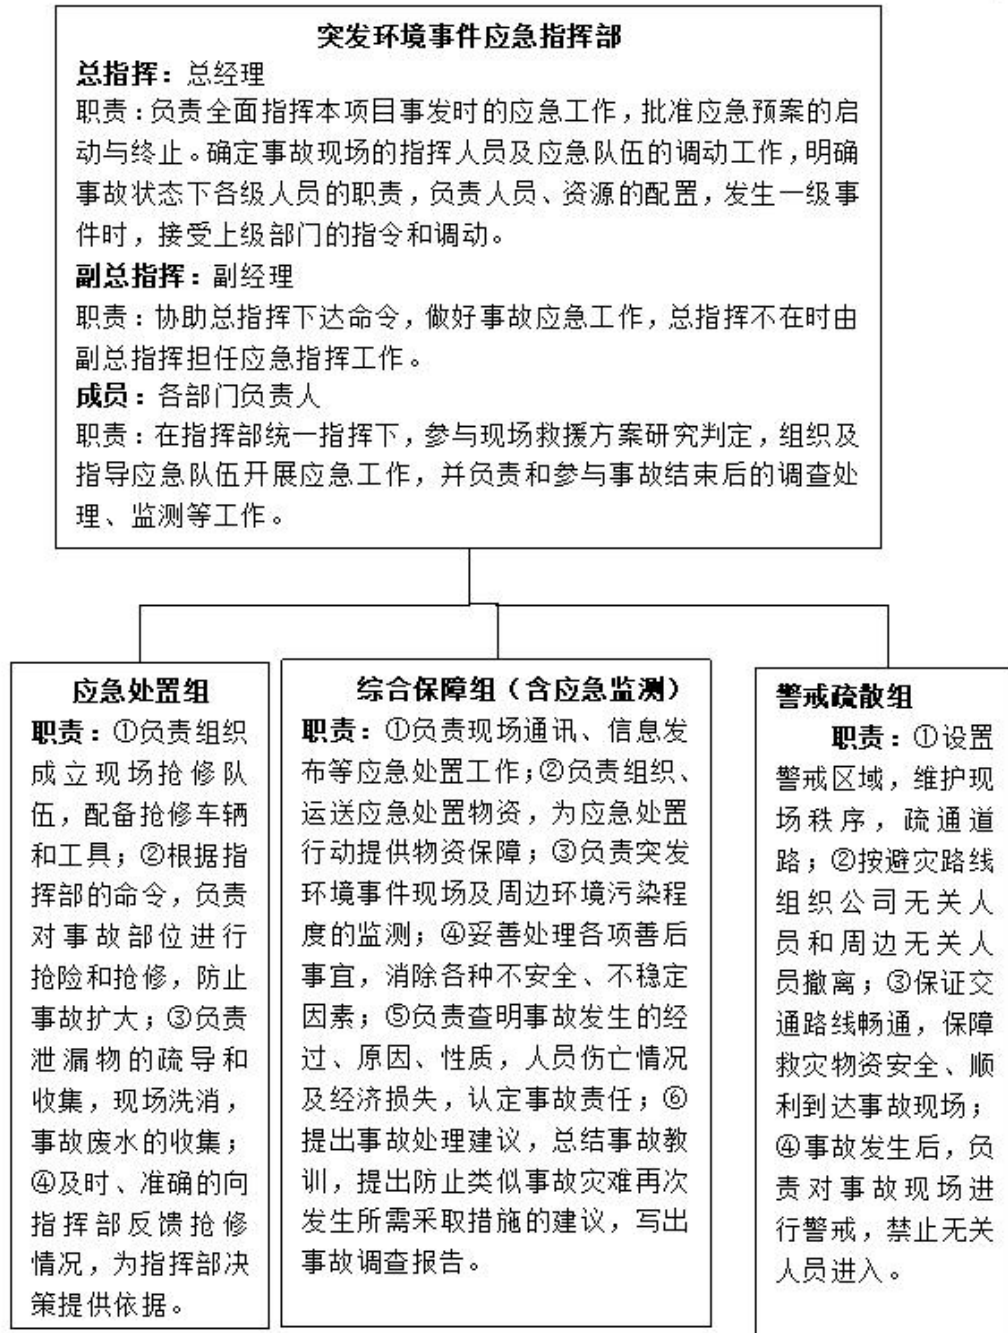 突发环境事件应急指挥部
总指挥：总经理
职责：负责全面指挥本项目事发时的应急工作，批准应急预案的启
动与终止。确定事故现场的指挥人员及应急队伍的调动工作，明确
事故状态下各级人员的职责，负责人员、资源的配置，发生一级事
件时，接受上级部门的指令和调动。
副总指挥：副经理
职责：协助总指挥下达命令，做好事故应急工作，总指挥不在时由
副总指挥担任应急指挥工作。
成员：各部门负责人
职责：在指挥部统一指挥下，参与现场救援方案研究判定，组织及
指导应急队伍开展应急工作，并负责和参与事故结束后的调查处
理、监测等工作。
应急处置组
职责：①负责组织
成立现场抢修队
伍，配备抢修车辆
和工具；②根据指
挥部的命令，负责
对事故部位进行
抢险和抢修，防止
事故扩大；③负责
泄漏物的疏导和
收集，现场洗消，
事故废水的收集；
④及时、准确的向
指挥部反馈抢修
情况，为指挥部决
策提供依据。
综合保障组（含应急监测）
职责：①负责现场通讯、信息发
布等应急处置工作；②负责组织、
运送应急处置物资，为应急处置
行动提供物资保障；③负责突发
环境事件现场及周边环境污染程
度的监测；④妥善处理各项善后
事宜，消除各种不安全、不稳定
因素；⑤负责查明事故发生的经
过、原因、性质，人员伤亡情况
及经济损失，认定事故责任；⑥
提出事故处理建议，总结事故教
训，提出防止类似事故灾难再次
发生所需采取措施的建议，写出
事故调查报告。
警戒疏散组
职责：①设置
警戒区域，维护现
场秩序，疏通道
路；②按避灾路线
组织公司无关人
员和周边无关人
员撤离；③保证交
通路线畅通，保障
救灾物资安全、顺
利到达事故现场；
④事故发生后，负
责对事故现场进
行警戒，禁止无关
人员进入。